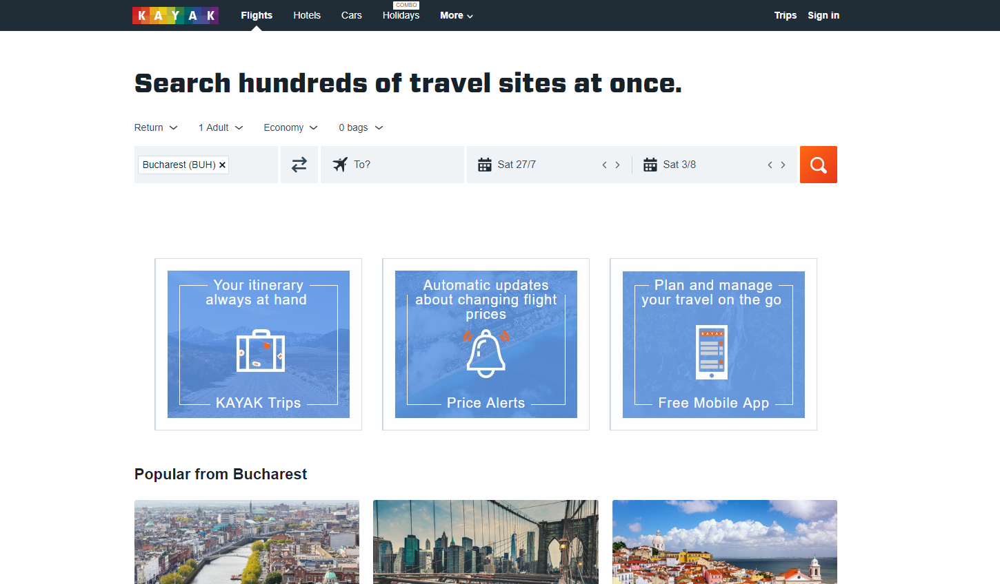 KAYAK
Flights
Hotels
Cars
COMBO
Holidays
More
Trips
Sign in
Search hundreds of travel sites at once.
Return
1 Adult
Economy
0 bags
Bucharest (BUH)
To?
Sat 27/7
Sat 3/8
Your itinerary
always at hand
KAYAK Trips
Automatic updates
about changing flight
prices
Price Alerts
Plan and manage
your travel on the go
KAYAK
Free Mobile App
Popular from Bucharest